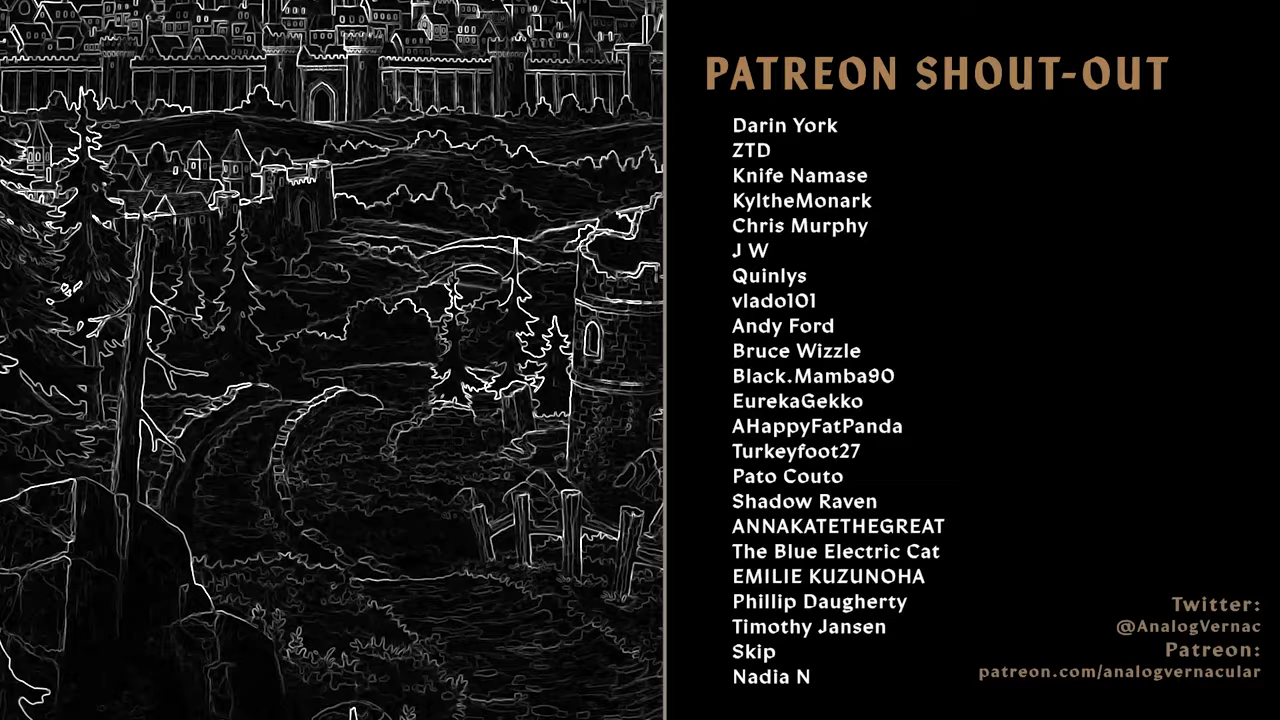 PATREON SHOUT-OUT
Darin York
ZTD
Knife Namase
KyltheMonark
Chris Murphy
J W
Quinlys
vlado101
Andy Ford
Bruce Wizzle
Black.Mamba90
EurekaGekko
AHappyFatPanda
Turkeyfoot27
Pato Couto
Shadow Raven
ANNAKATETHEGREAT
The Blue Electric Cat
EMILIE KUZUNOHA
Phillip Daugherty
Timothy Jansen
Skip
Nadia N
Twitter:
@AnalogVernac
Patreon:
patreon.com/analogvernacular